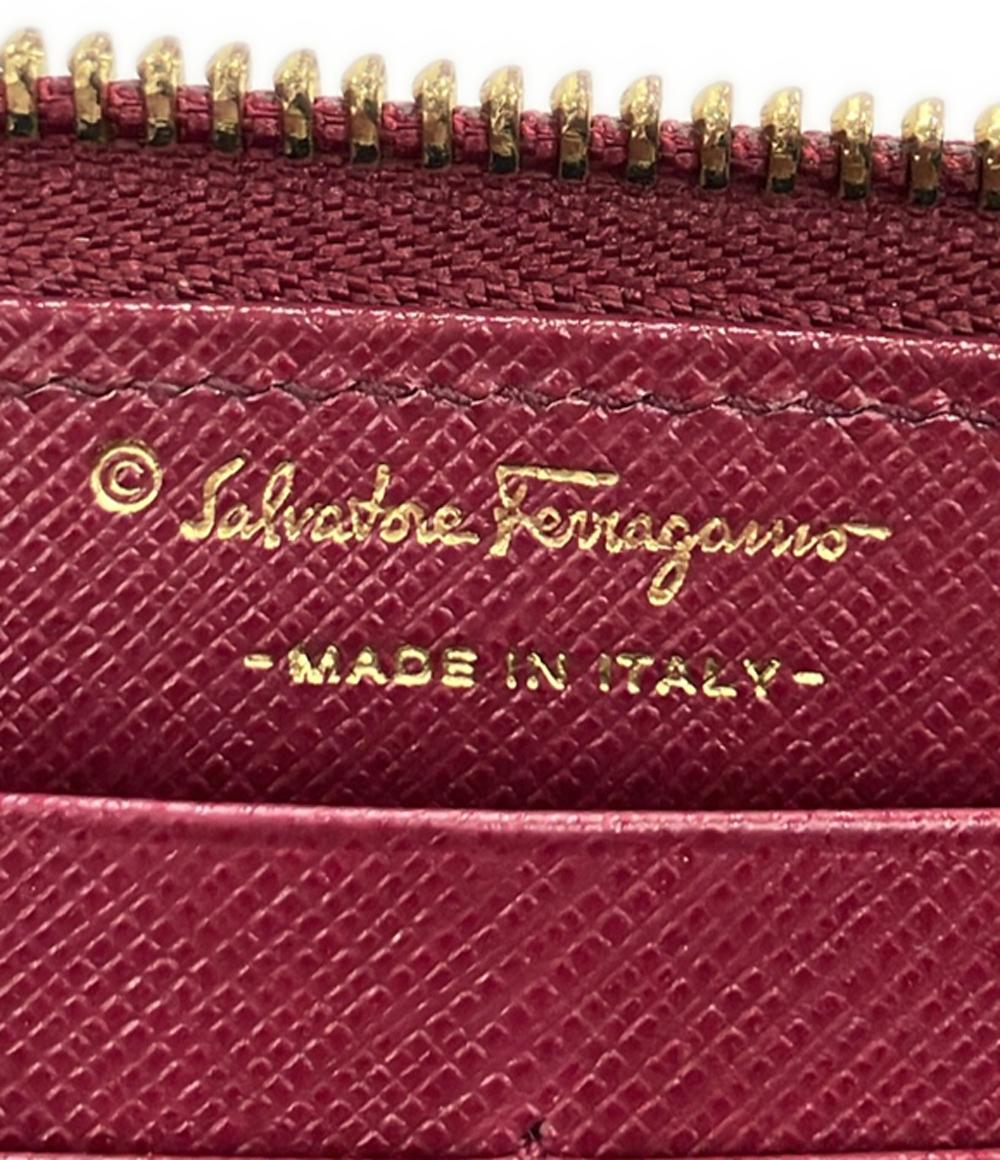 © Salvatore Ferragamo
-MADE IN ITALY-